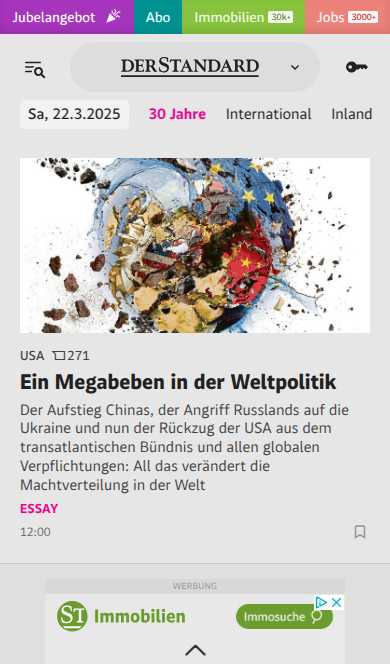 Jubelangebot Abo Immobilien 30k+ Jobs 3000+
DERSTANDARD
Sa, 22.3.2025 30 Jahre International Inland
USA 271
Ein Megabeben in der Weltpolitik
Der Aufstieg Chinas, der Angriff Russlands auf die
Ukraine und nun der Rückzug der USA aus dem
transatlantischen Bündnis und allen globalen
Verpflichtungen: All das verändert die
Machtverteilung in der Welt
ESSAY
12:00
WERBUNG
ST Immobilien Immosuche